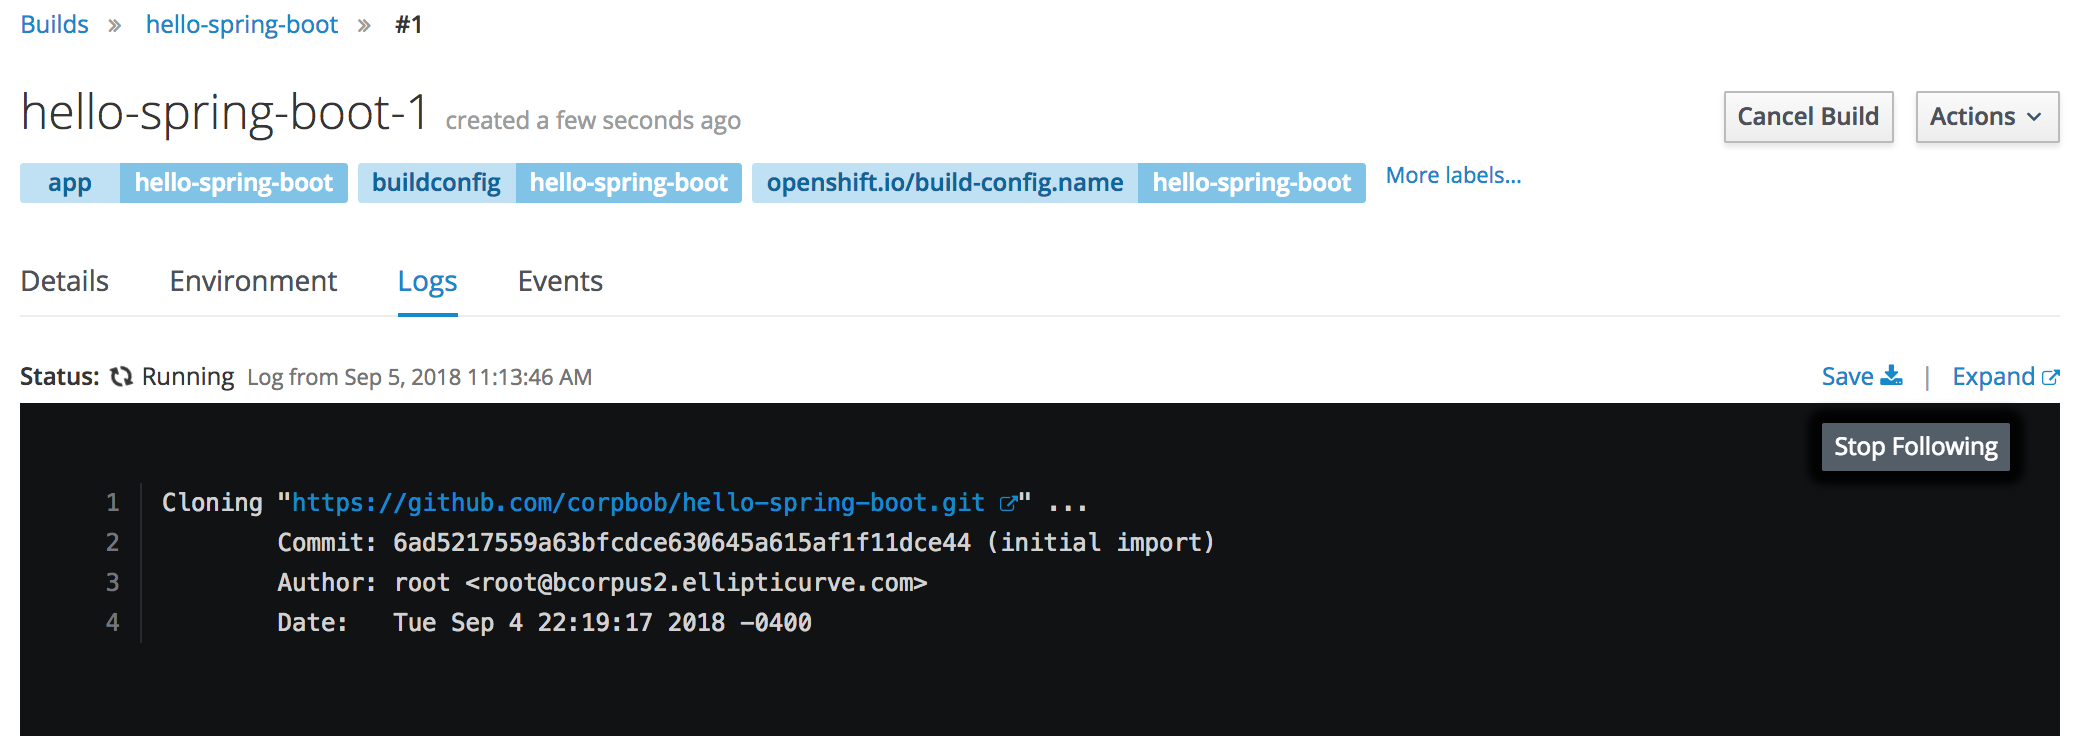 Builds » hello-spring-boot » #1
hello-spring-boot-1 created a few seconds ago
Cancel Build Actions
app hello-spring-boot buildconfig hello-spring-boot openshift.io/build-config.name hello-spring-boot More labels...
Details Environment Logs Events
Status: Running Log from Sep 5, 2018 11:13:46 AM
Save | Expand
Stop Following
1 Cloning "https://github.com/corpbob/hello-spring-boot.git " ...
2 Commit: 6ad5217559a63bfcdce630645a615af1f11dce44 (initial import)
3 Author: root <root@bcorpus2.ellipticurve.com>
4 Date: Tue Sep 4 22:19:17 2018 -0400